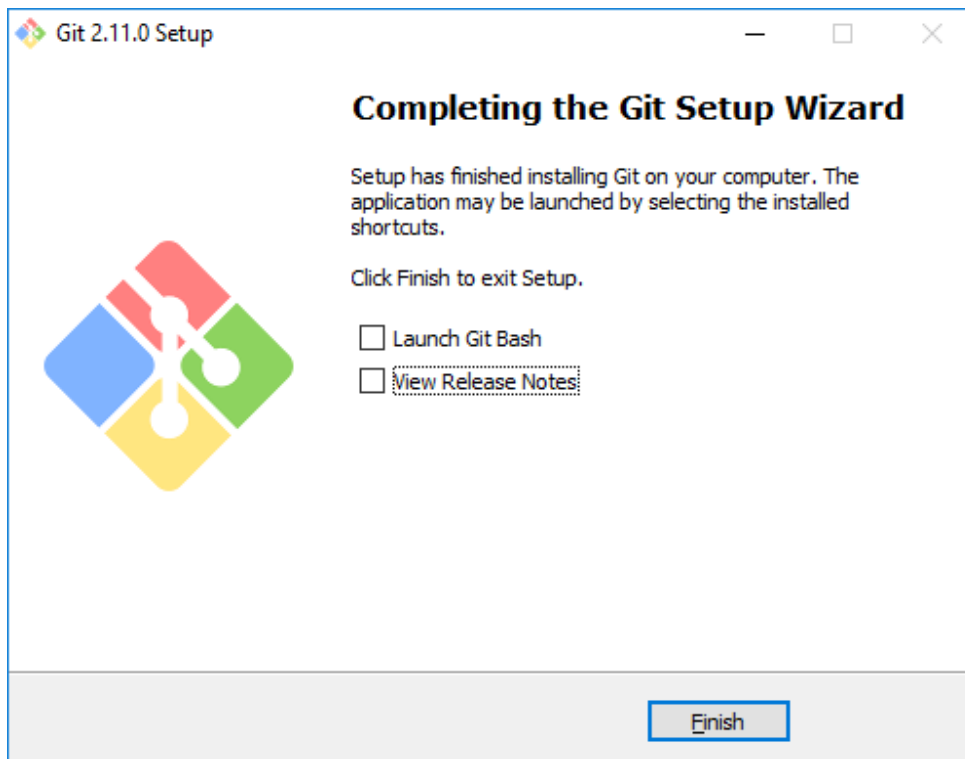 Git 2.11.0 Setup
Completing the Git Setup Wizard
Setup has finished installing Git on your computer. The
application may be launched by selecting the installed
shortcuts.
Click Finish to exit Setup.
Launch Git Bash
View Release Notes
Finish